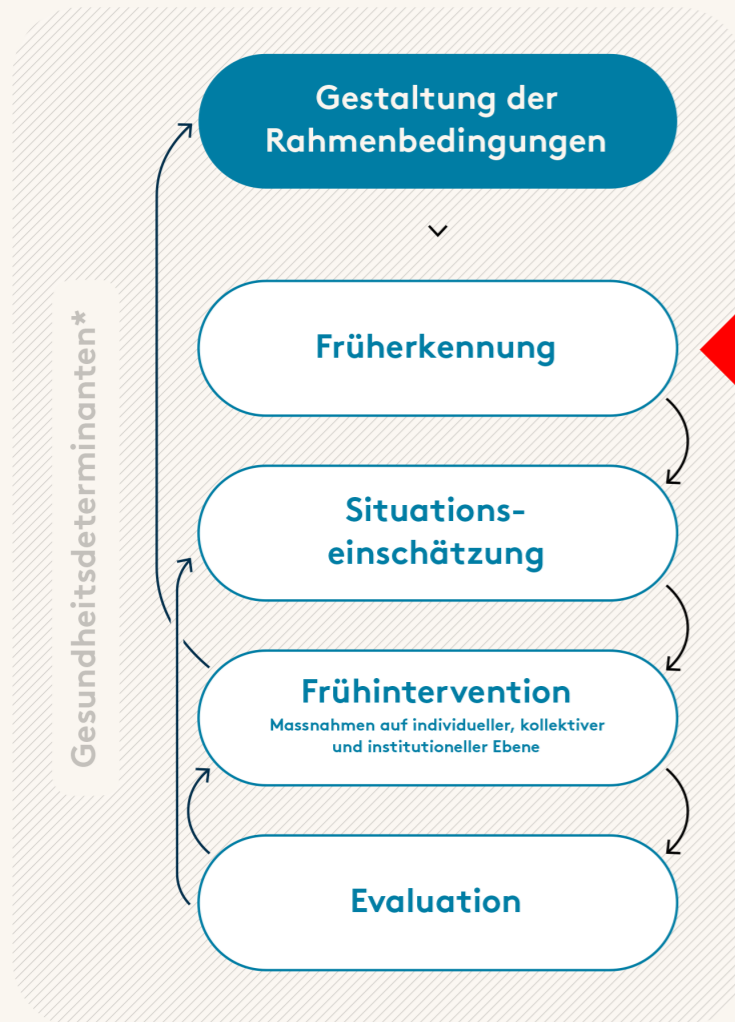 Gestaltung der
Rahmenbedingungen
Früherkennung
Gesundheitsdeterminanten*
Situations-
einschätzung
Frühintervention
Massnahmen auf individueller, kollektiver
und institutioneller Ebene
Evaluation